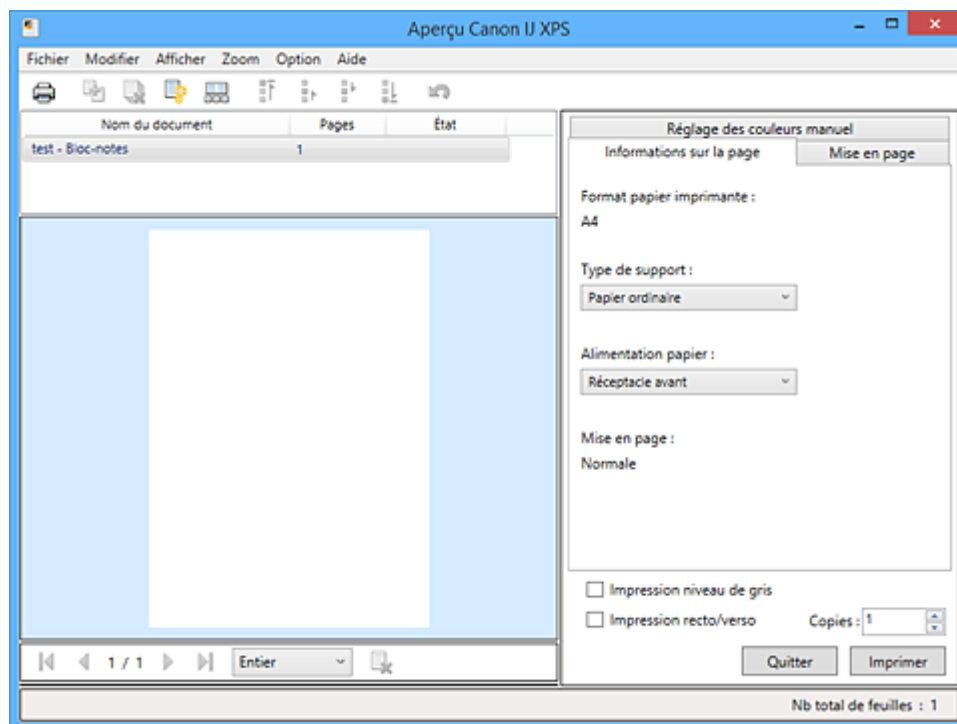 Aperçu Canon IJ XPS
Fichier Modifier Afficher Zoom Option Aide
Nom du document Pages État
test - Bloc-notes 1
Réglage des couleurs manuel
Informations sur la page Mise en page
Format papier imprimante :
A4
Type de support :
Papier ordinaire
Alimentation papier :
Réceptacle avant
Mise en page :
Normale
Impression niveau de gris
Impression recto/verso Copies : 1
1 / 1 Entier
Quitter Imprimer
Nb total de feuilles : 1